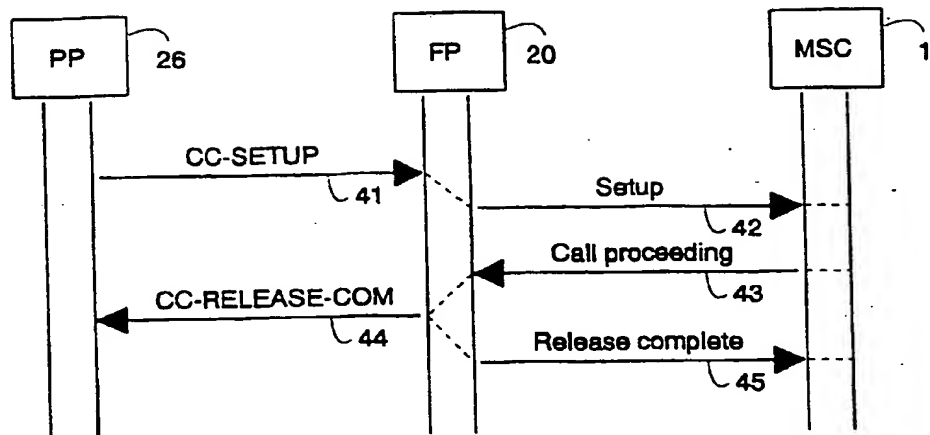 PP 26 FP 20 MSC 1
CC-SETUP
41
Setup
42
Call proceeding
43
CC-RELEASE-COM
44
Release complete
45